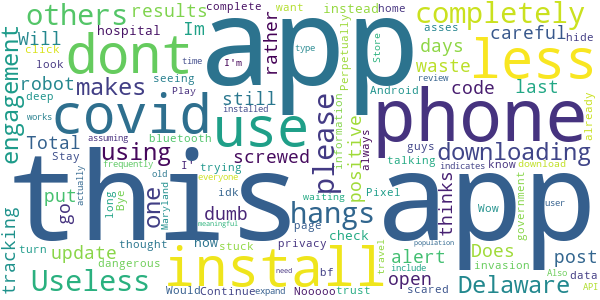 others
results
complete
want
instead
home
completely
dont
app
less
Will
hospital
Im
rather
asses
careful
hide
click
look
I'm
type
Store
seeing
time
Play
Perpetually
Android
days
waste
engagement
robot
makes
deep
covid
use
still
works
installed
review
phone
code
last
already
Total
Stay
bluetooth
please
positive
information
always
guys
talking
downloading
assuming
using
screwed
frequently
I
trying
everyone
know
indicates
download
this
app
put
go
actually
long
Bye
one
old
Maryland
dumb
idk
meaningful
hangs
waiting
Pixel
thinks
Wow
government
user
tracking
update
turn
dangerous
thought
now
stuck
privacy
page
check
alert
Does
post
invasion
Useless
install
bf
trust
open
travel
include
scared
population
Delaware
Also
data
Would
Continue
expand
need
Nooooo
API